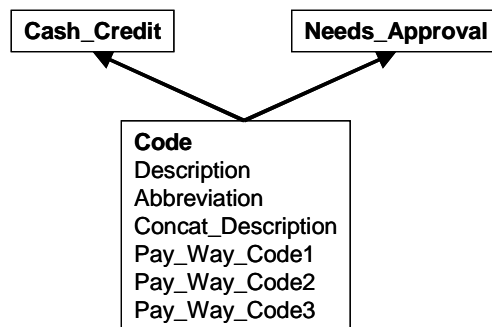 Cash_Credit
Needs_Approval
Code
Description
Abbreviation
Concat_Description
Pay_Way_Code1
Pay_Way_Code2
Pay_Way_Code3